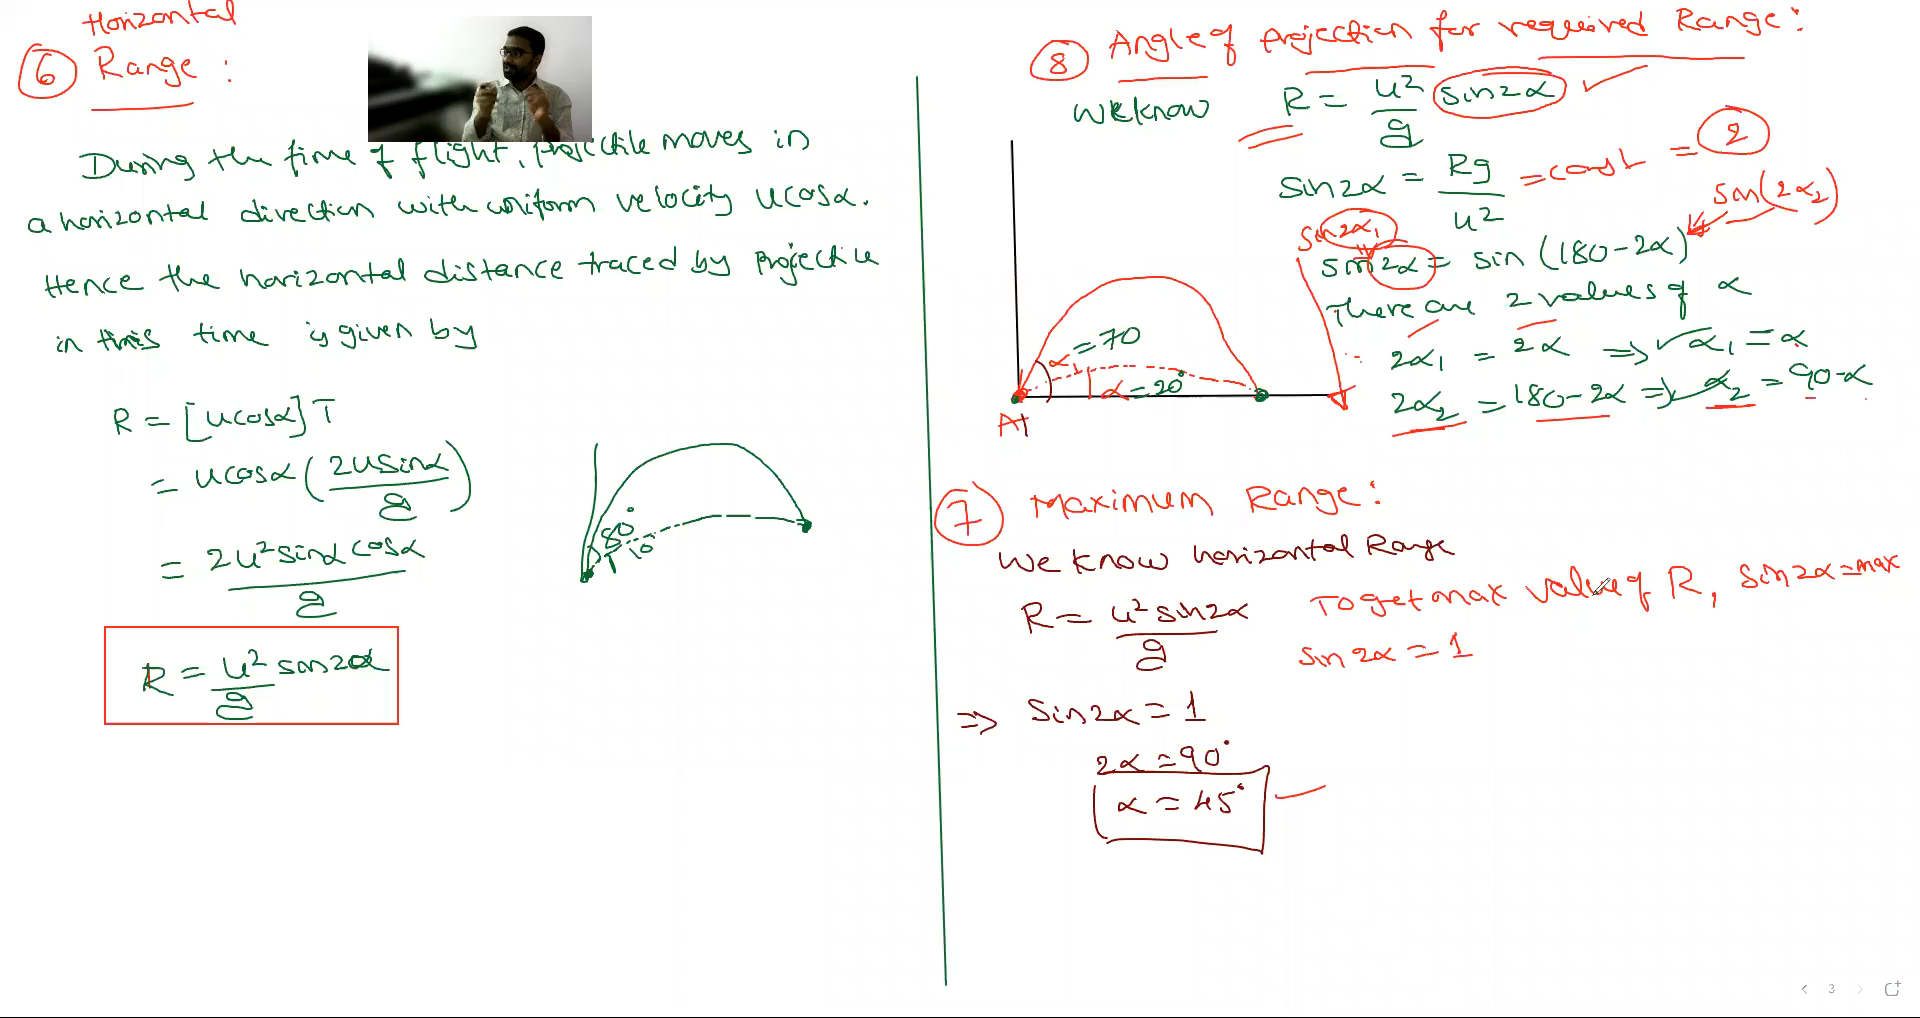 Horizontal
6 Range :
During the time of flight, projectile moves in
a horizontal direction with uniform velocity ucosα.
Hence the horizontal distance traced by projectile
in this time is given by
R = [ucosα] T
= ucosα (2usinα/g)
= 2u² sinα cosα/g
R = u²/g sin2α
80°
10
8 Angle of projection for required Range :
We know R = u²/g sin2α
sin2α = Rg/u² = const = 2
sin2α₁ sin(2α₂)
sin2α = sin (180-2α)
There are 2 values of α
2α₁ = 2α ⇒ α₁ = α
2α₂ = 180-2α ⇒ α₂ = 90-α
α₁ = 70
α = 20°
A
7 Maximum Range :
We know horizontal Range
R = u² sin2α/g
To get max value of R, sin2α = max
sin2α = 1
⇒ Sin2α = 1
2α = 90°
α = 45°
3